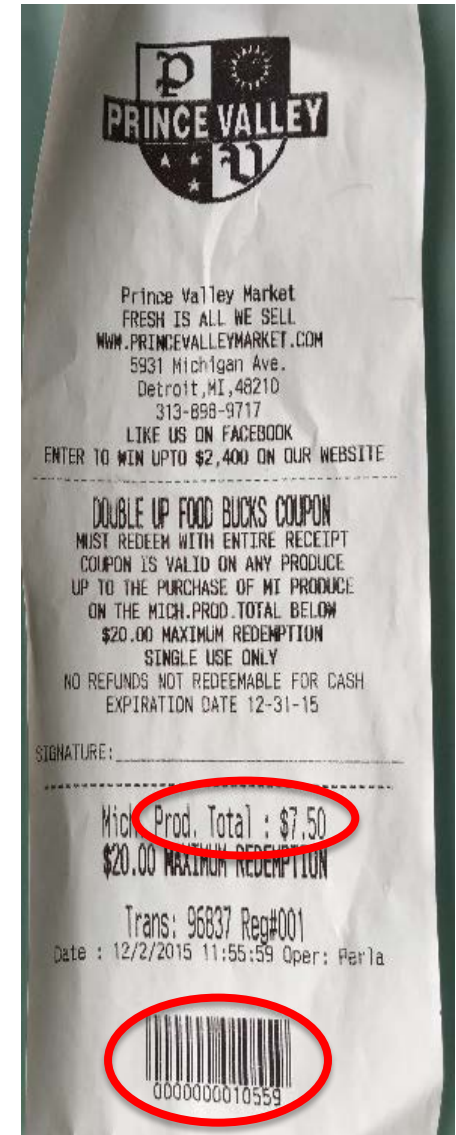 P
PRINCE VALLEY
V
Prince Valley Market
FRESH IS ALL WE SELL
WWW.PRINCEVALLEYMARKET.COM
5931 Michigan Ave.
Detroit,MI,48210
313-898-9717
LIKE US ON FACEBOOK
ENTER TO WIN UPTO $2,400 ON OUR WEBSITE
DOUBLE UP FOOD BUCKS COUPON
MUST REDEEM WITH ENTIRE RECEIPT
COUPON IS VALID ON ANY PRODUCE
UP TO THE PURCHASE OF MI PRODUCE
ON THE MICH.PROD.TOTAL BELOW
$20.00 MAXIMUM REDEMPTION
SINGLE USE ONLY
NO REFUNDS NOT REDEEMABLE FOR CASH
EXPIRATION DATE 12-31-15
SIGNATURE:
Mich. Prod. Total : $7.50
$20.00 MAXIMUM REDEMPTION
Trans: 96837 Reg#001
Date : 12/2/2015 11:55:59 Oper: Perla
0000000010559